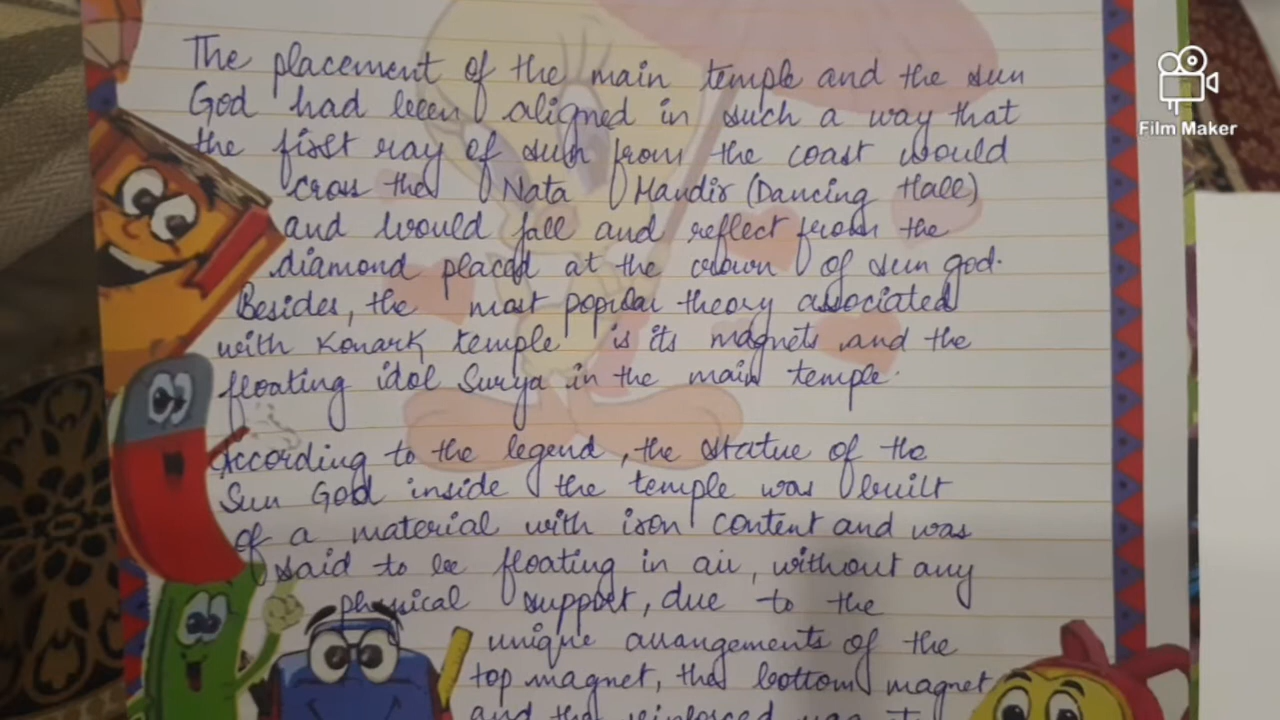 The placement of the main temple and the sun
God had been aligned in such a way that
the first ray of sun from the coast would
cross the Nata Mandir (Dancing Hall)
and would fall and reflect from the
diamond placed at the crown of sun god.
Besides, the most popular theory associated
with Konark temple is its magnets and the
floating idol Surya in the main temple.
According to the legend, the statue of the
Sun God inside the temple was built
of a material with iron content and was
said to be floating in air, without any
physical support, due to the
unique arrangements of the
top magnet, the bottom magnet
and the reinforced
Film Maker